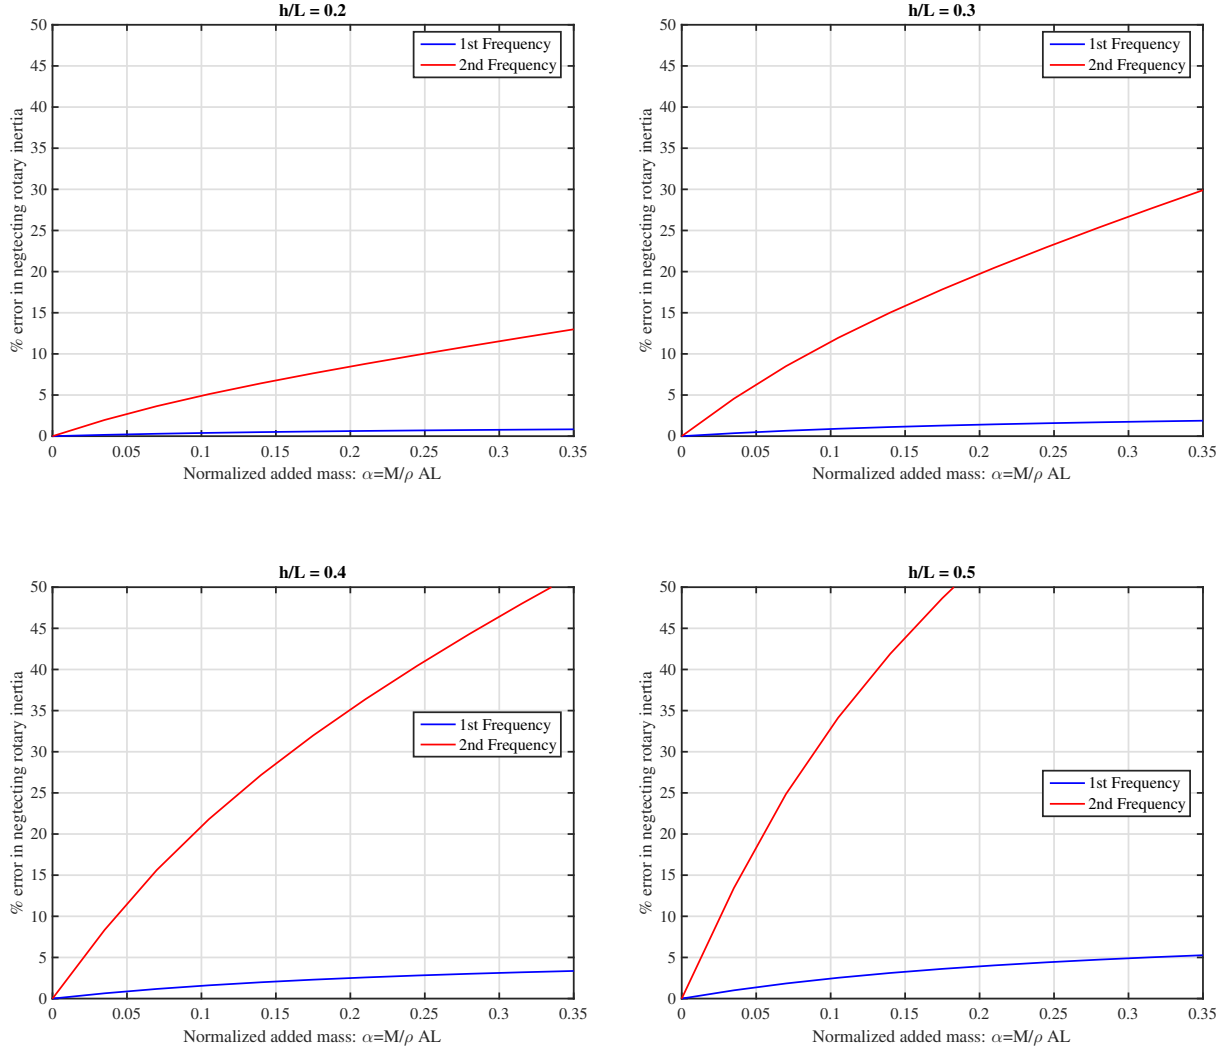 h/L = 0.2
50
45
40
35
30
25
20
15
10
5
0
% error in negtecting rotary inertia
1st Frequency
2nd Frequency
0 0.05 0.1 0.15 0.2 0.25 0.3 0.35
Normalized added mass: α=M/ρ AL
h/L = 0.3
50
45
40
35
30
25
20
15
10
5
0
% error in negtecting rotary inertia
1st Frequency
2nd Frequency
0 0.05 0.1 0.15 0.2 0.25 0.3 0.35
Normalized added mass: α=M/ρ AL
h/L = 0.4
50
45
40
35
30
25
20
15
10
5
0
% error in negtecting rotary inertia
1st Frequency
2nd Frequency
0 0.05 0.1 0.15 0.2 0.25 0.3 0.35
Normalized added mass: α=M/ρ AL
h/L = 0.5
50
45
40
35
30
25
20
15
10
5
0
% error in negtecting rotary inertia
1st Frequency
2nd Frequency
0 0.05 0.1 0.15 0.2 0.25 0.3 0.35
Normalized added mass: α=M/ρ AL